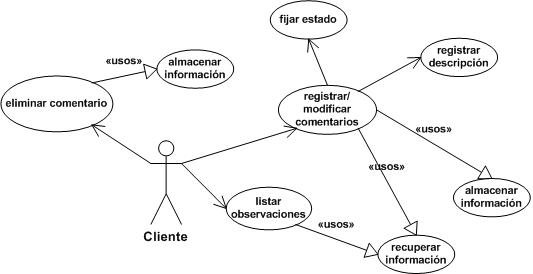 fijar estado
registrar
descripción
«usos»
almacenar
información
eliminar comentario
registrar/
modificar
comentarios
«usos»
«usos»
almacenar
información
listar
observaciones
«usos»
Cliente
recuperar
información